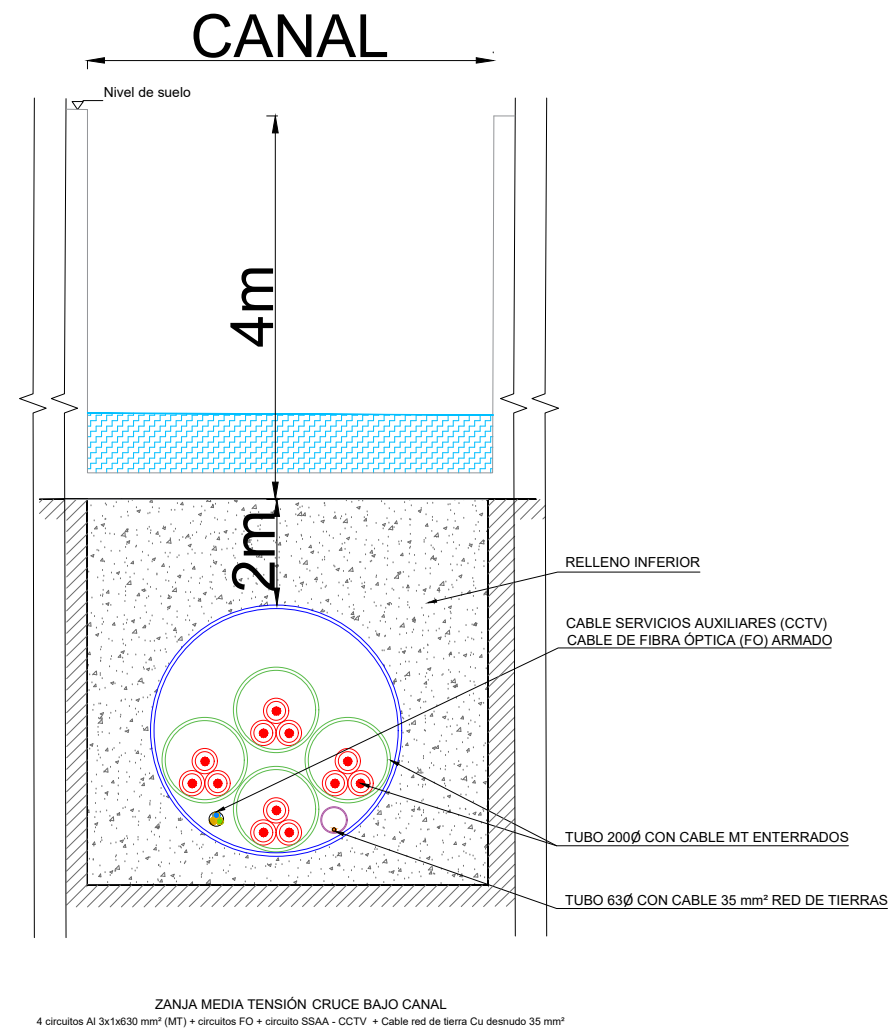 CANAL
Nivel de suelo
4m
2m
RELLENO INFERIOR
CABLE SERVICIOS AUXILIARES (CCTV)
CABLE DE FIBRA ÓPTICA (FO) ARMADO
TUBO 200Ø CON CABLE MT ENTERRADOS
TUBO 63Ø CON CABLE 35 mm² RED DE TIERRAS
ZANJA MEDIA TENSIÓN CRUCE BAJO CANAL
4 circuitos Al 3x1x630 mm² (MT) + circuitos FO + circuito SSAA - CCTV + Cable red de tierra Cu desnudo 35 mm²